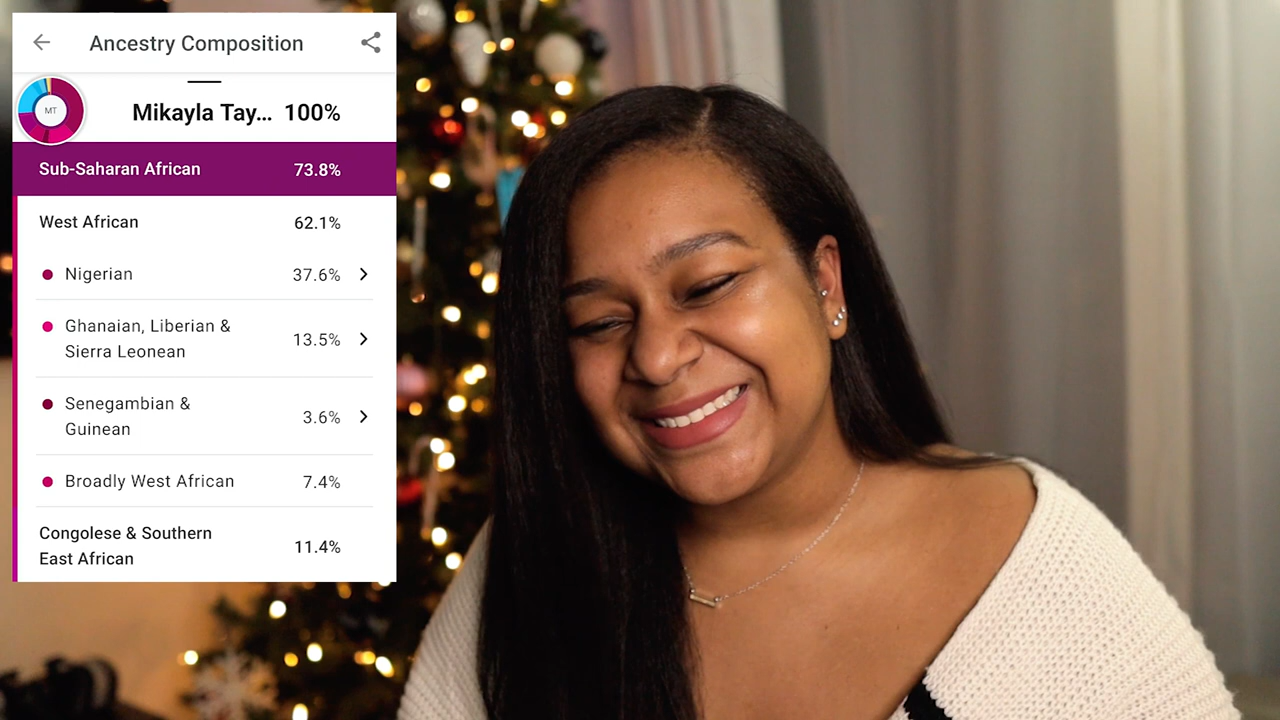 Ancestry Composition
MT
Mikayla Tay... 100%
Sub-Saharan African 73.8%
West African 62.1%
Nigerian 37.6%
Ghanaian, Liberian &
Sierra Leonean 13.5%
Senegambian &
Guinean 3.6%
Broadly West African 7.4%
Congolese & Southern
East African 11.4%